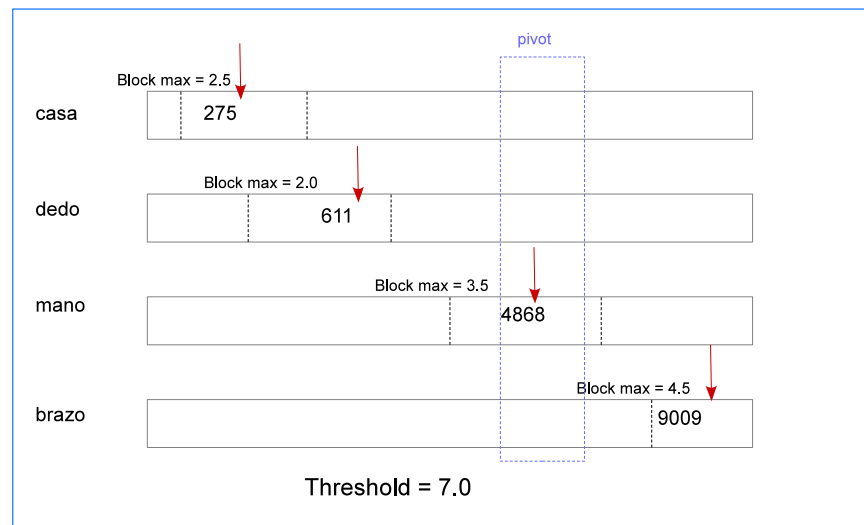 pivot
Block max = 2.5
casa
275
Block max = 2.0
dedo
611
Block max = 3.5
mano
4868
Block max = 4.5
brazo
9009
Threshold = 7.0